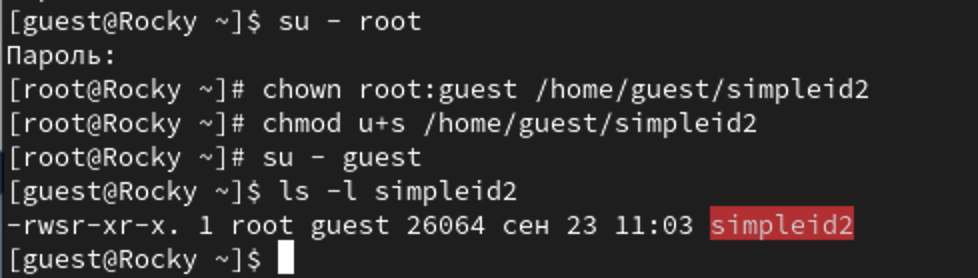 [guest@Rocky ~]$ su - root
Пароль:
[root@Rocky ~]# chown root:guest /home/guest/simpleid2
[root@Rocky ~]# chmod u+s /home/guest/simpleid2
[root@Rocky ~]# su - guest
[guest@Rocky ~]$ ls -l simpleid2
-rwsr-xr-x. 1 root guest 26064 сен 23 11:03 simpleid2
[guest@Rocky ~]$